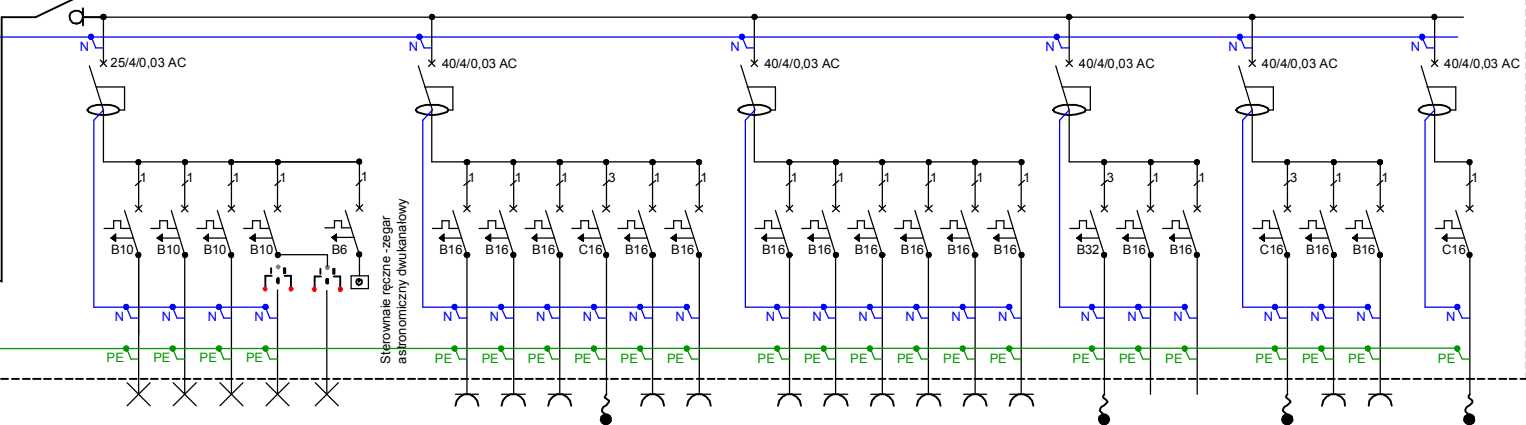 N N N N N N
25/4/0,03 AC 40/4/0,03 AC 40/4/0,03 AC 40/4/0,03 AC 40/4/0,03 AC 40/4/0,03 AC
1 1 1 1 1 1 1 1 3 1 1 1 1 1 1 1 1 3 1 1 3 1 1 1
B10 B10 B10 B10 B6 B16 B16 B16 C16 B16 B16 B16 B16 B16 B16 B16 B16 B32 B16 B16 C16 B16 B16 C16
Sterownaie ręczne -zegar
astronomiczny dwukanałowy
N N N N N N N N N N N N N N N N N N N N N N N
PE PE PE PE PE PE PE PE PE PE PE PE PE PE PE PE PE PE PE PE PE PE PE